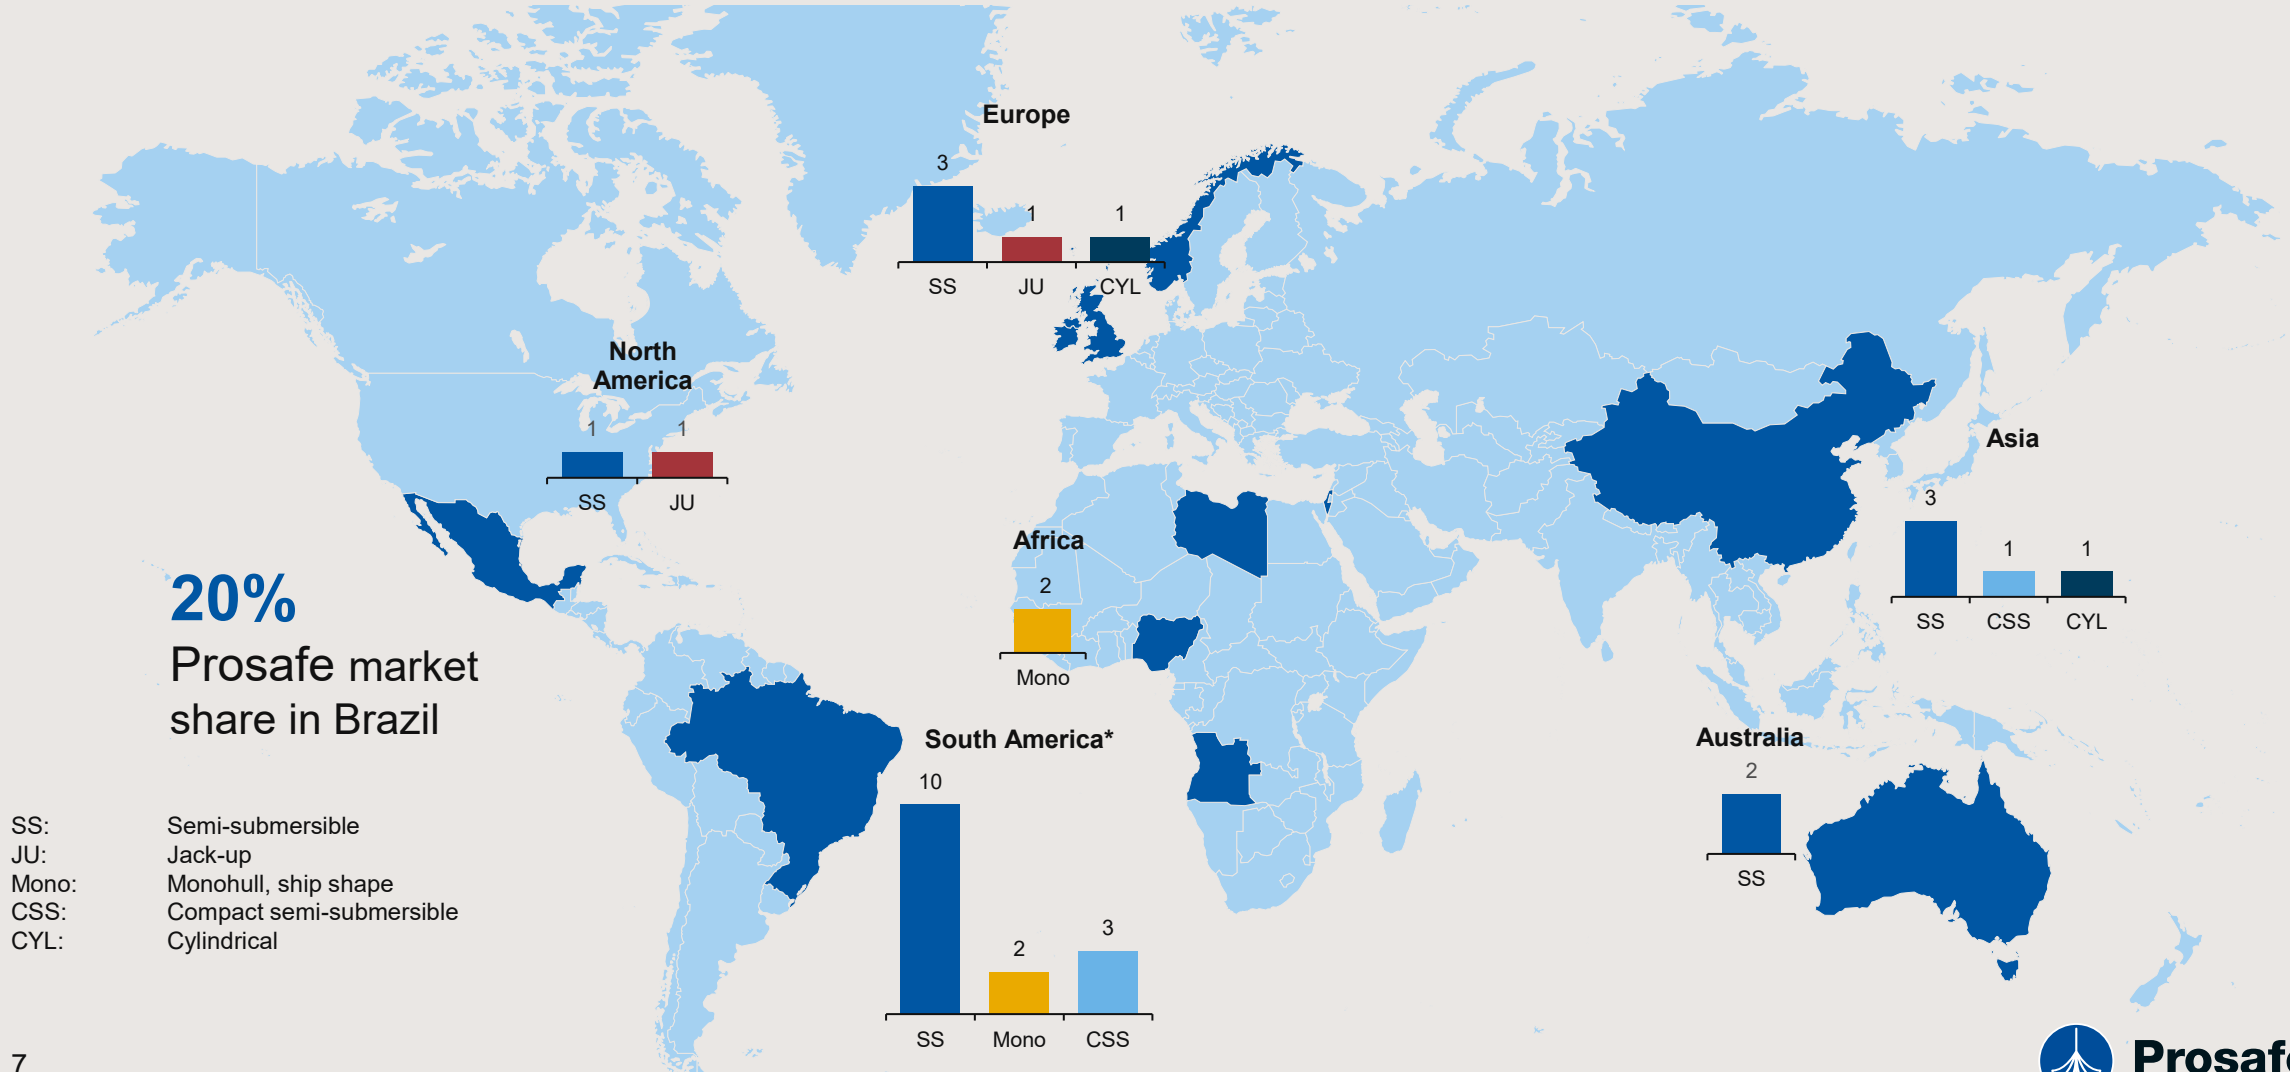 Europe
3
1
1
SS
JU
CYL
North
America
1
1
SS
JU
Asia
3
1
1
SS
CSS
CYL
Africa
2
Mono
20%
Prosafe market
share in Brazil
South America*
10
2
3
SS
Mono
CSS
Australia
2
SS
SS: Semi-submersible
JU: Jack-up
Mono: Monohull, ship shape
CSS: Compact semi-submersible
CYL: Cylindrical
7
Prosafe